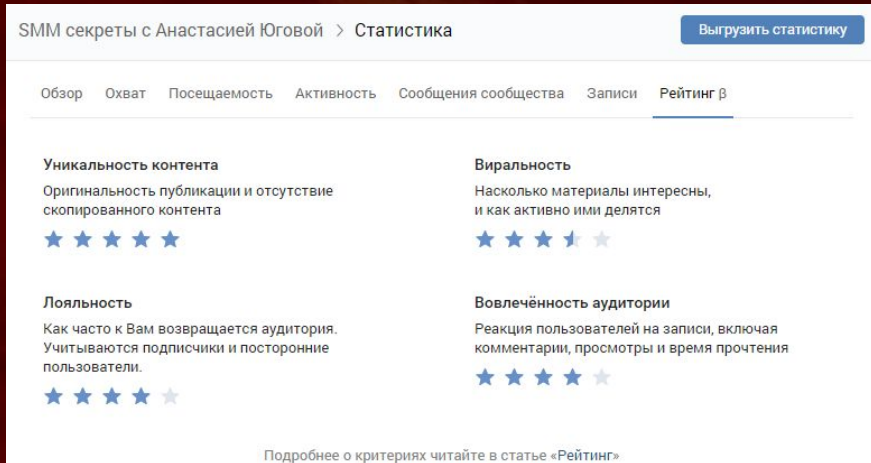 SMM секреты с Анастасией Юговой > Статистика
Выгрузить статистику
Обзор Охват Посещаемость Активность Сообщения сообщества Записи Рейтинг β
Уникальность контента
Оригинальность публикации и отсутствие
скопированного контента
Виральность
Насколько материалы интересны,
и как активно ими делятся
Лояльность
Как часто к Вам возвращается аудитория.
Учитываются подписчики и посторонние
пользователи.
Вовлечённость аудитории
Реакция пользователей на записи, включая
комментарии, просмотры и время прочтения
Подробнее о критериях читайте в статье «Рейтинг»